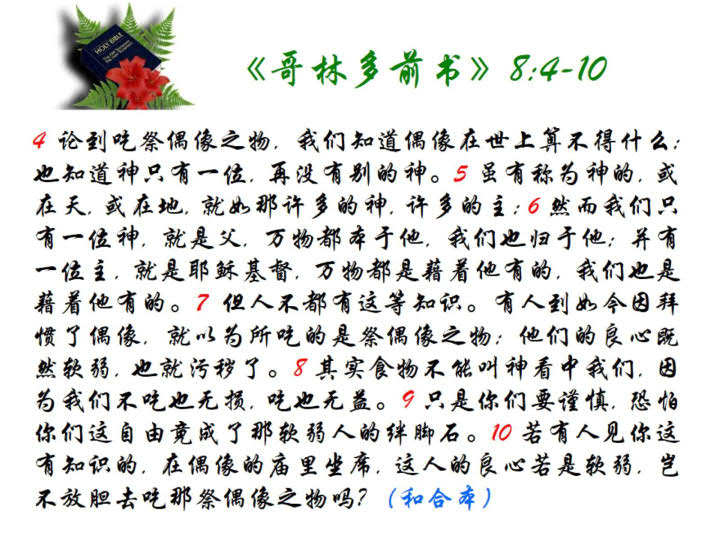 HOLY BIBLE
《哥林多前书》8:4-10
4 论到吃祭偶像之物，我们知道偶像在世上算不得什么；
也知道神只有一位，再没有别的神。5 虽有称为神的，或
在天，或在地，就如那许多的神，许多的主；6 然而我们只
有一位神，就是父，万物都本于他，我们也归于他；并有
一位主，就是耶稣基督，万物都是藉着他有的，我们也是
藉着他有的。7 但人不都有这等知识。有人到如今因拜
惯了偶像，就以为所吃的是祭偶像之物；他们的良心既
然软弱，也就污秽了。8 其实食物不能叫神看中我们，因
为我们不吃也无损，吃也无益。9 只是你们要谨慎，恐怕
你们这自由竟成了那软弱人的绊脚石。10 若有人见你这
有知识的，在偶像的庙里坐席，这人的良心若是软弱，岂
不放胆去吃那祭偶像之物吗？（和合本）